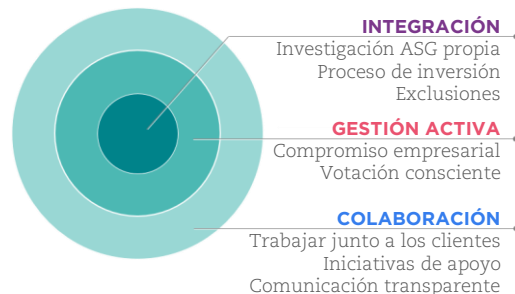 INTEGRACIÓN
Investigación ASG propia
Proceso de inversión
Exclusiones
GESTIÓN ACTIVA
Compromiso empresarial
Votación consciente
COLABORACIÓN
Trabajar junto a los clientes
Iniciativas de apoyo
Comunicación transparente